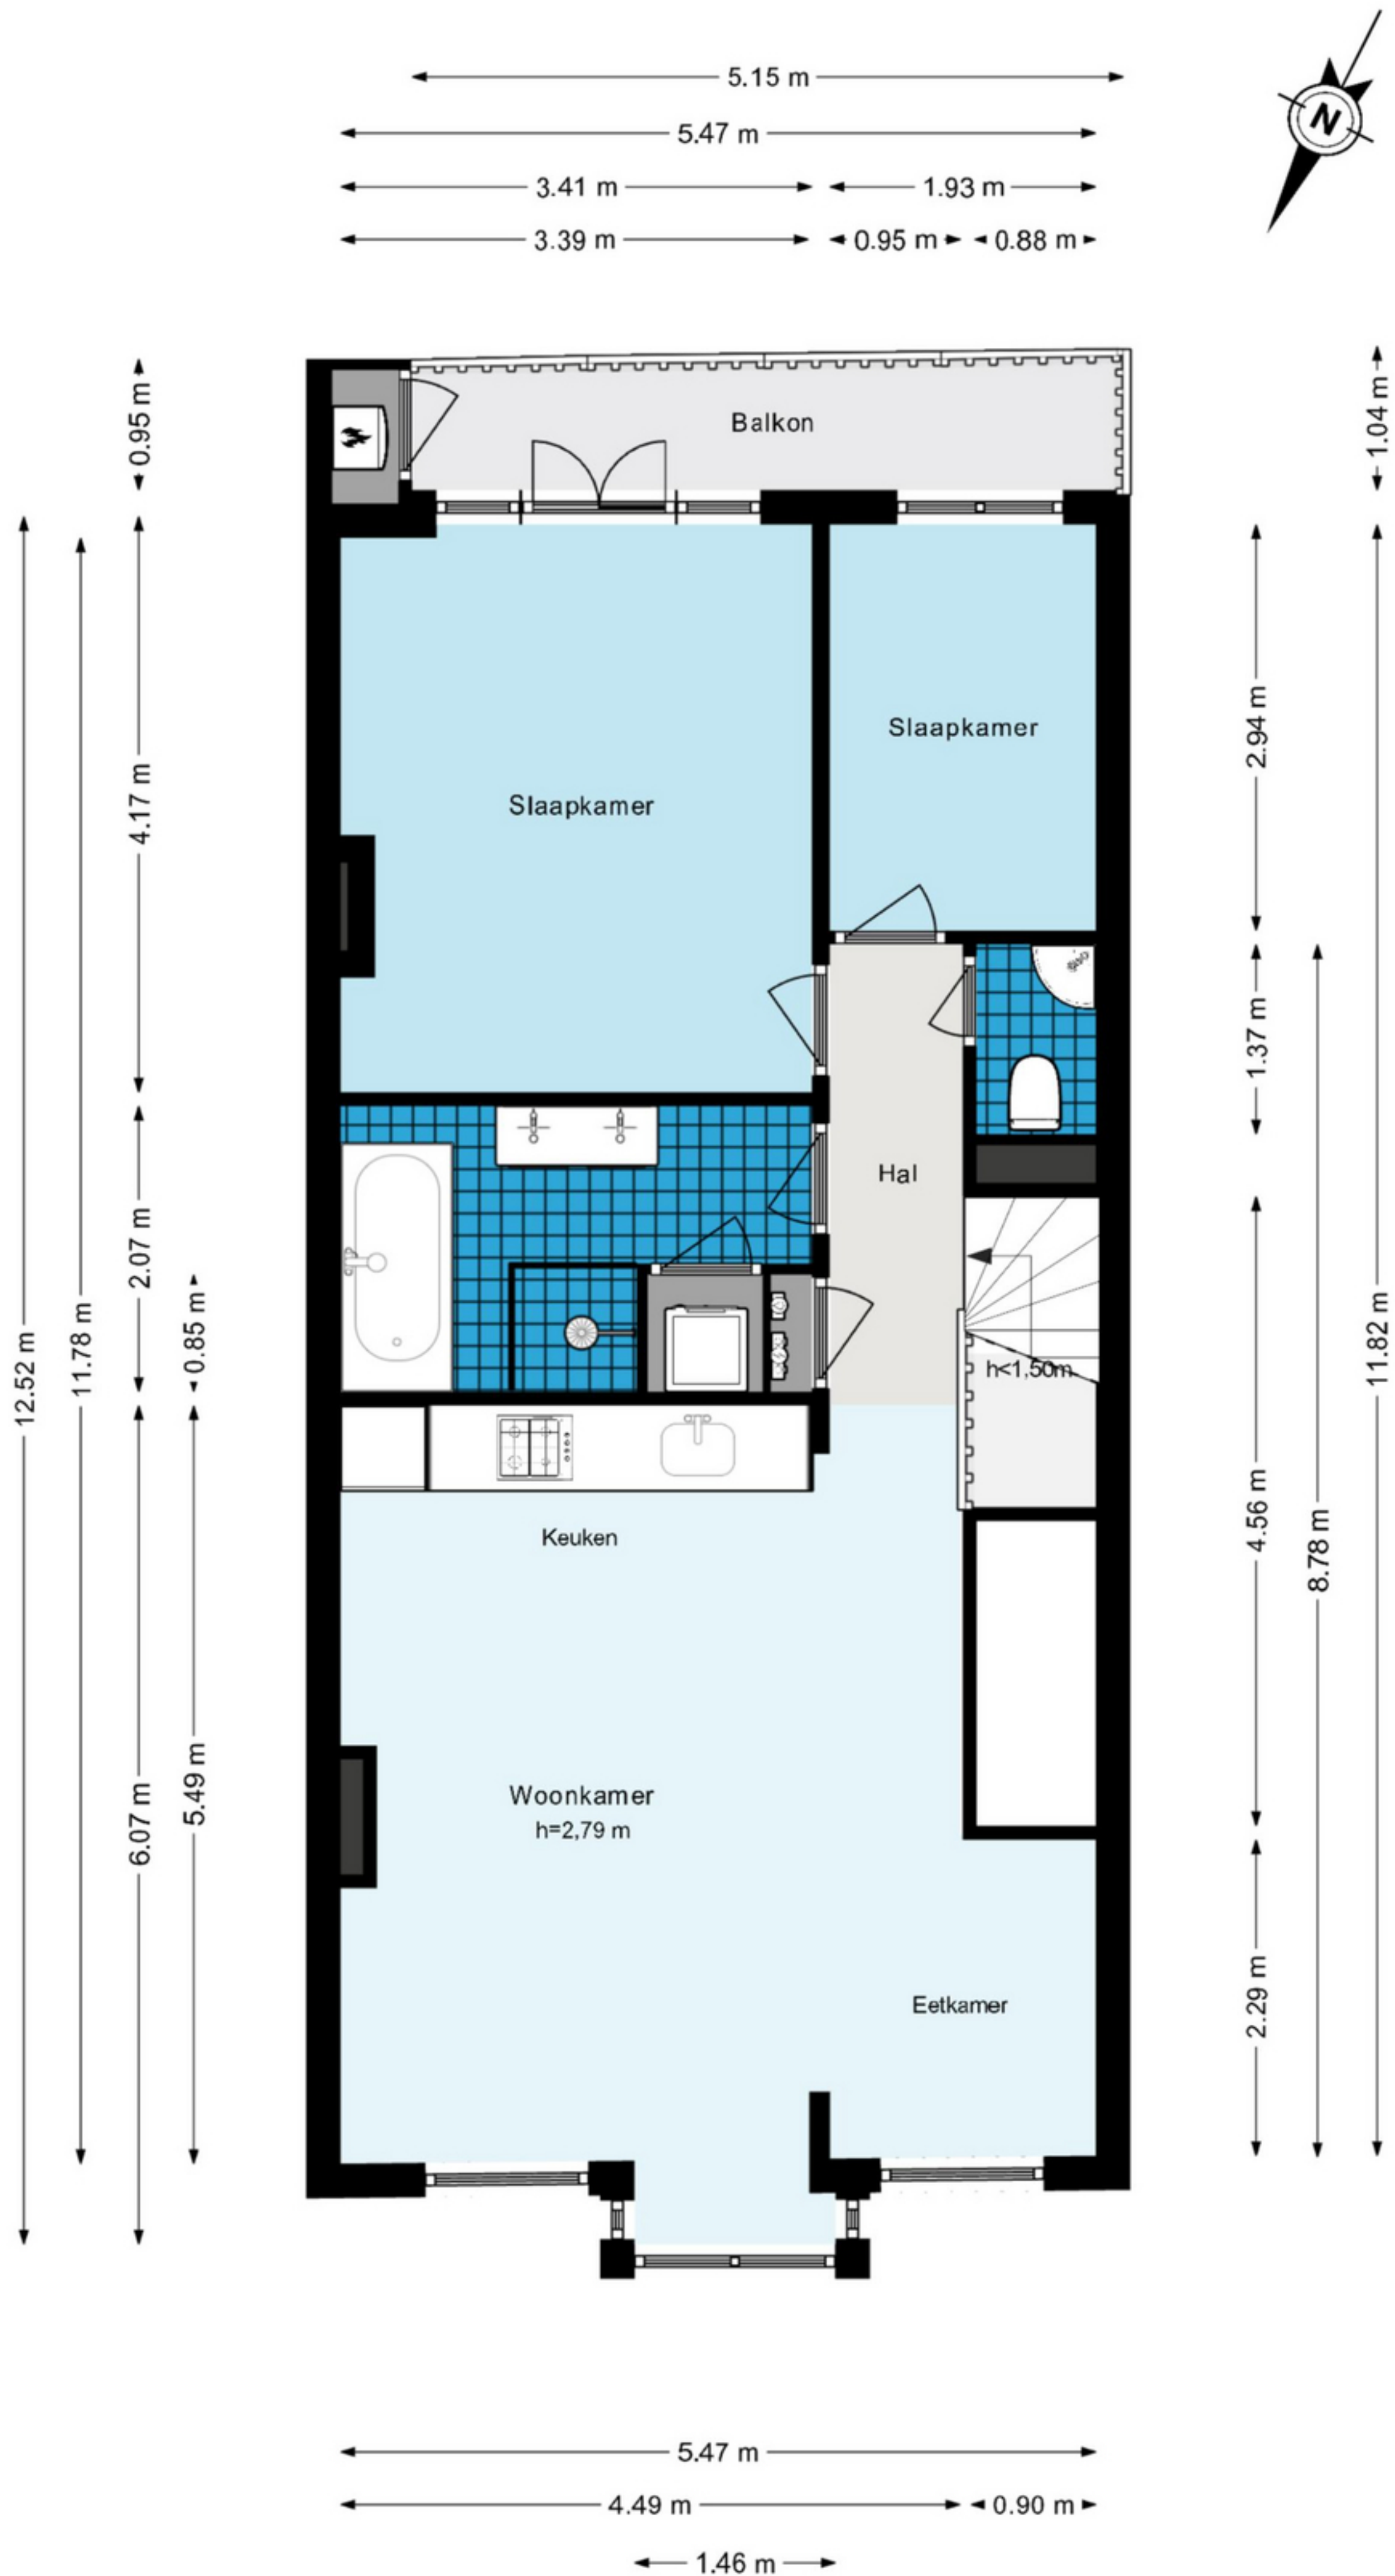 5.15 m
N
5.47 m
3.41 m
1.93 m
3.39 m
0.95 m
0.88 m
0.95 m
1.04 m
Balkon
Slaapkamer
Slaapkamer
2.94 m
4.17 m
1.37 m
Hal
2.07 m
0.85 m
h<1,50m
12.52 m
11.78 m
11.82 m
Keuken
4.56 m
8.78 m
Woonkamer
h=2,79 m
6.07 m
5.49 m
Eetkamer
2.29 m
5.47 m
4.49 m
0.90 m
1.46 m